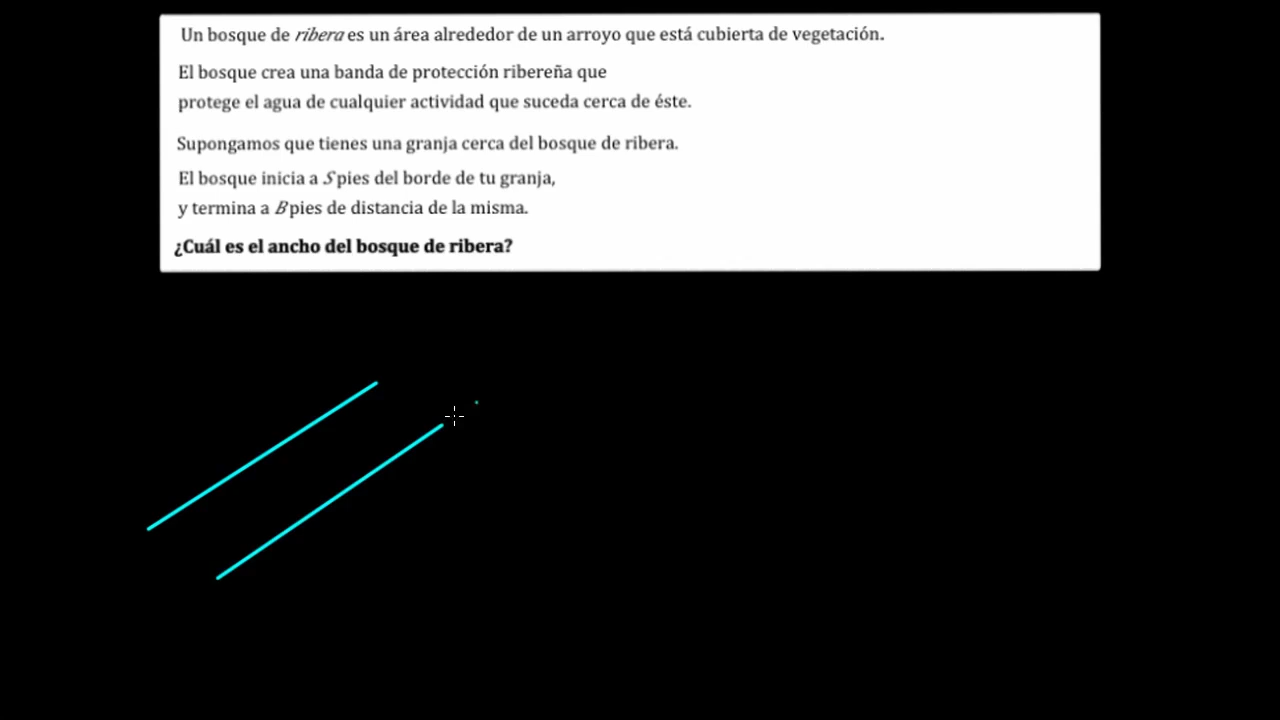 Un bosque de ribera es un área alrededor de un arroyo que está cubierta de vegetación.
El bosque crea una banda de protección ribereña que
protege el agua de cualquier actividad que suceda cerca de éste.
Supongamos que tienes una granja cerca del bosque de ribera.
El bosque inicia a S pies del borde de tu granja,
y termina a B pies de distancia de la misma.
¿Cuál es el ancho del bosque de ribera?